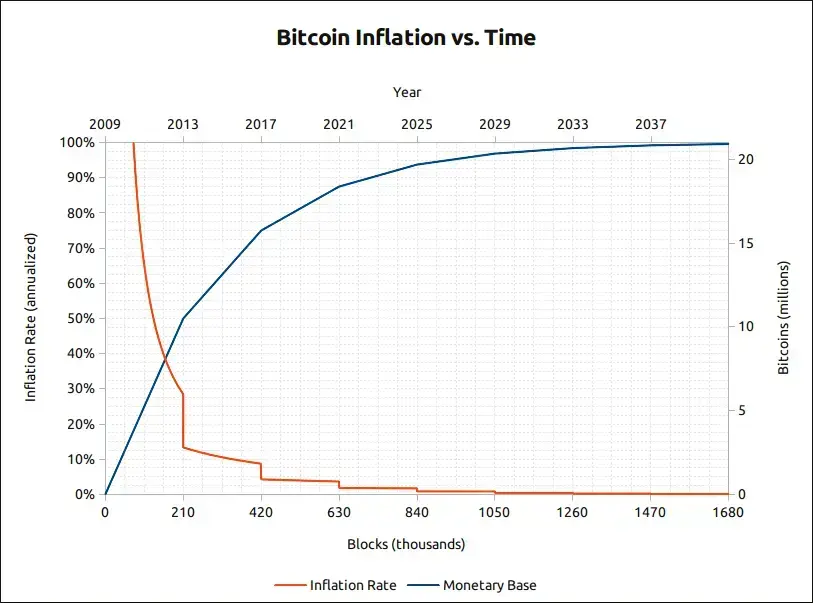 Bitcoin Inflation vs. Time
Year
2009 2013 2017 2021 2025 2029 2033 2037
100%
90%
80%
70%
60%
50%
40%
30%
20%
10%
0%
Inflation Rate (annualized)
20
15
10
5
0
Bitcoins (millions)
0 210 420 630 840 1050 1260 1470 1680
Blocks (thousands)
Inflation Rate Monetary Base